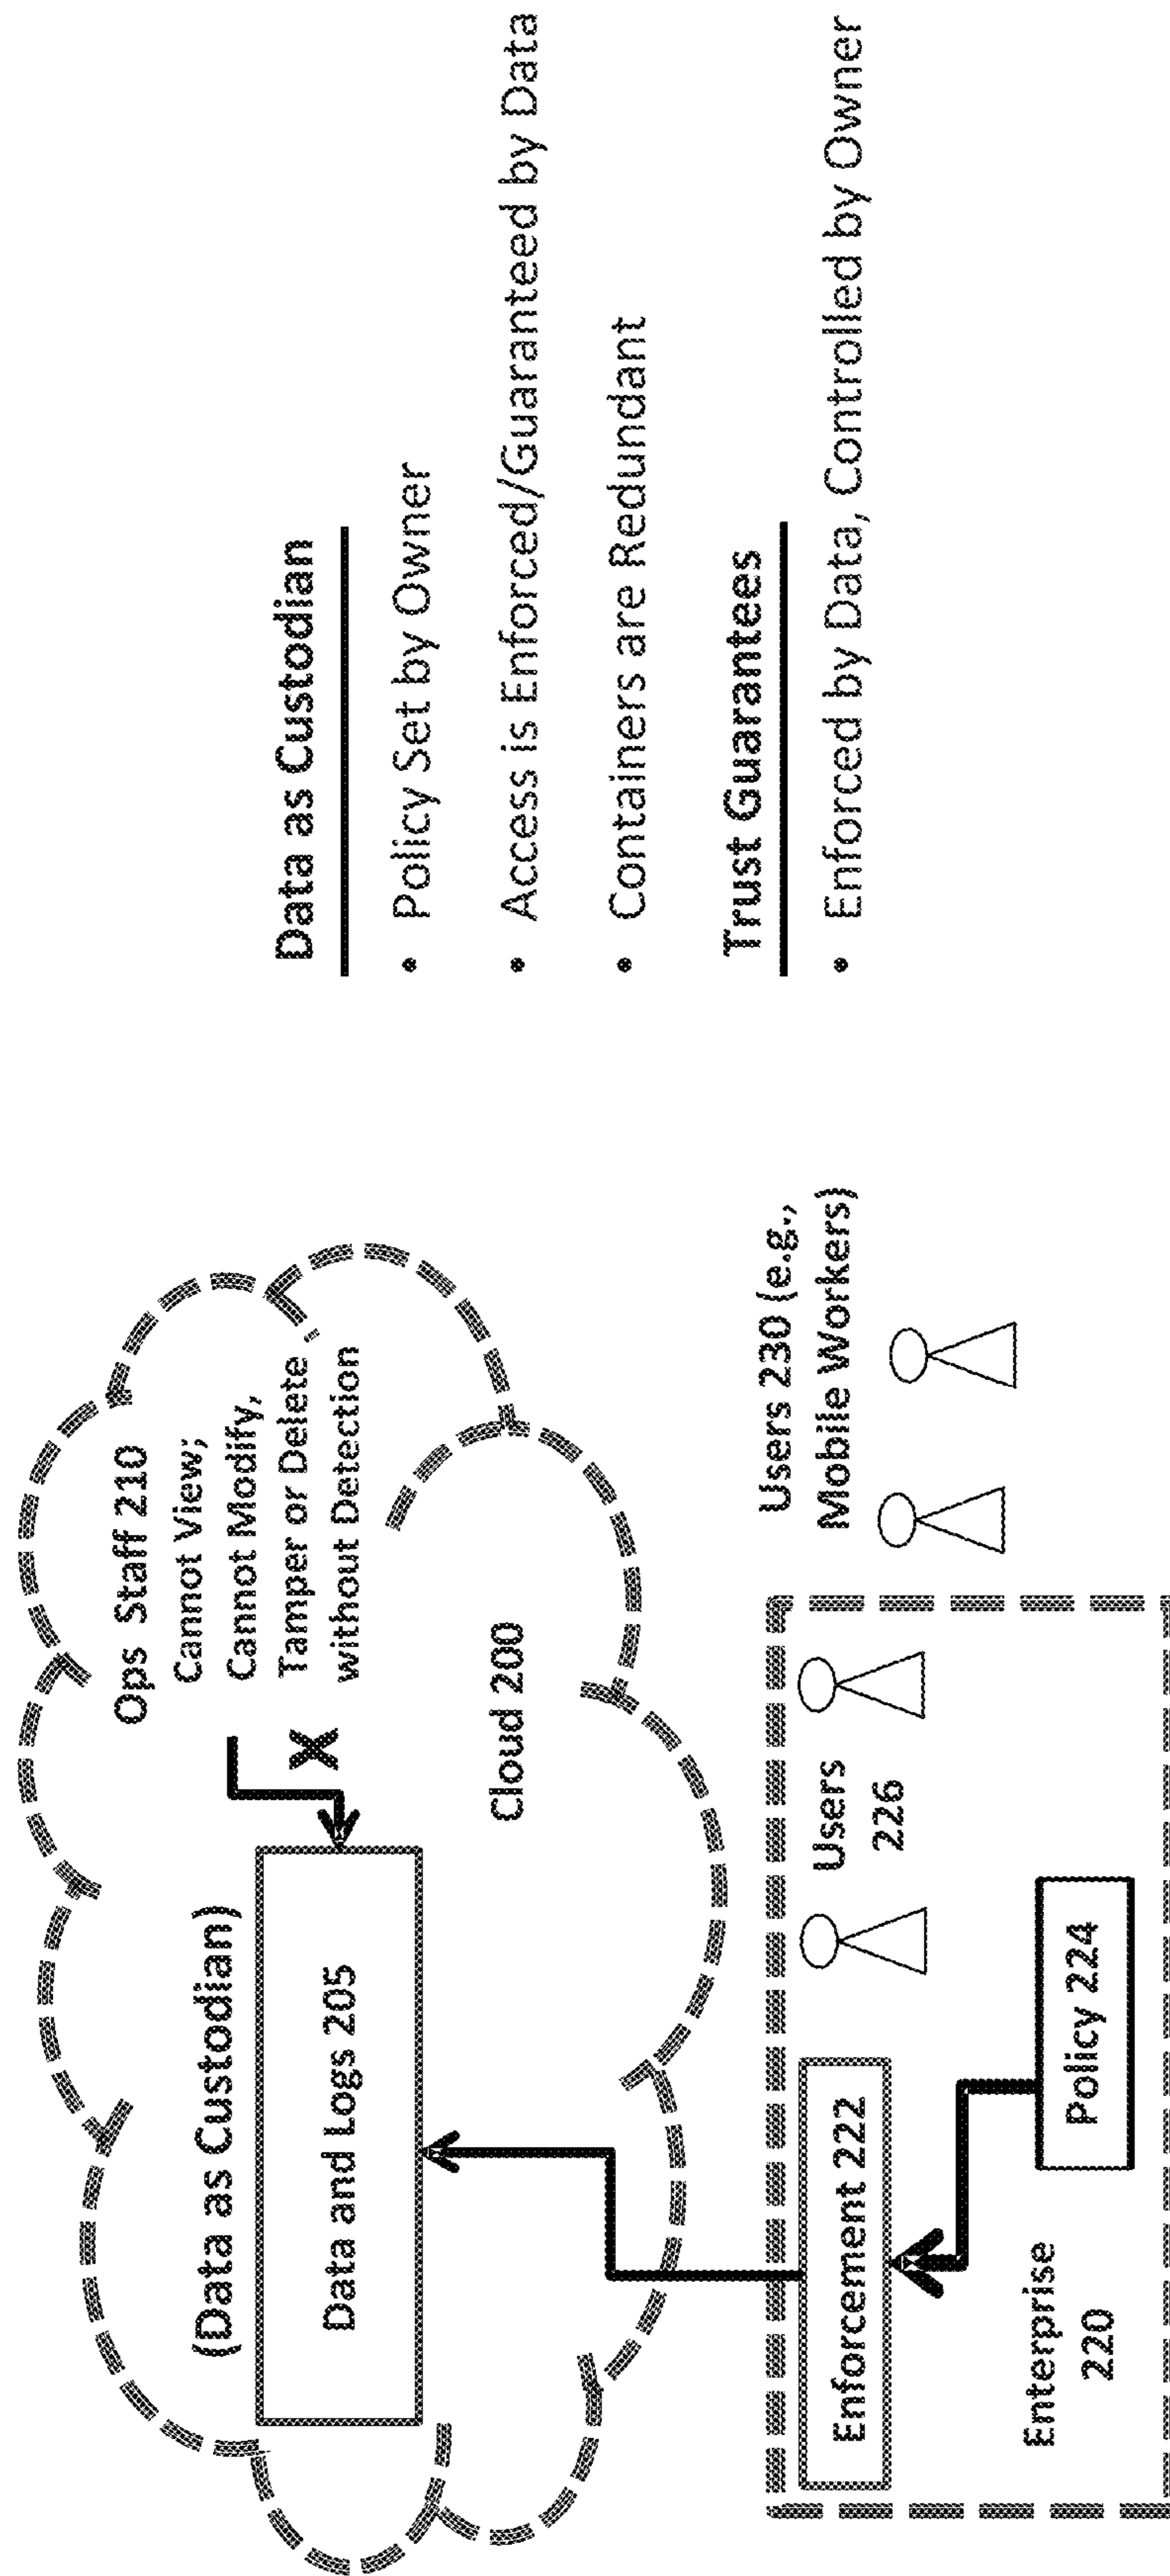 (Data as Custodian)
Data and Logs 205
X
Ops Staff 210
Cannot View;
Cannot Modify,
Tamper or Delete
without Detection
Cloud 200
Enforcement 222
Users
226
Users 230 (e.g.,
Mobile Workers)
Enterprise
220
Policy 224
Data as Custodian
• Policy Set by Owner
• Access is Enforced/Guaranteed by Data
• Containers are Redundant
Trust Guarantees
• Enforced by Data, Controlled by Owner